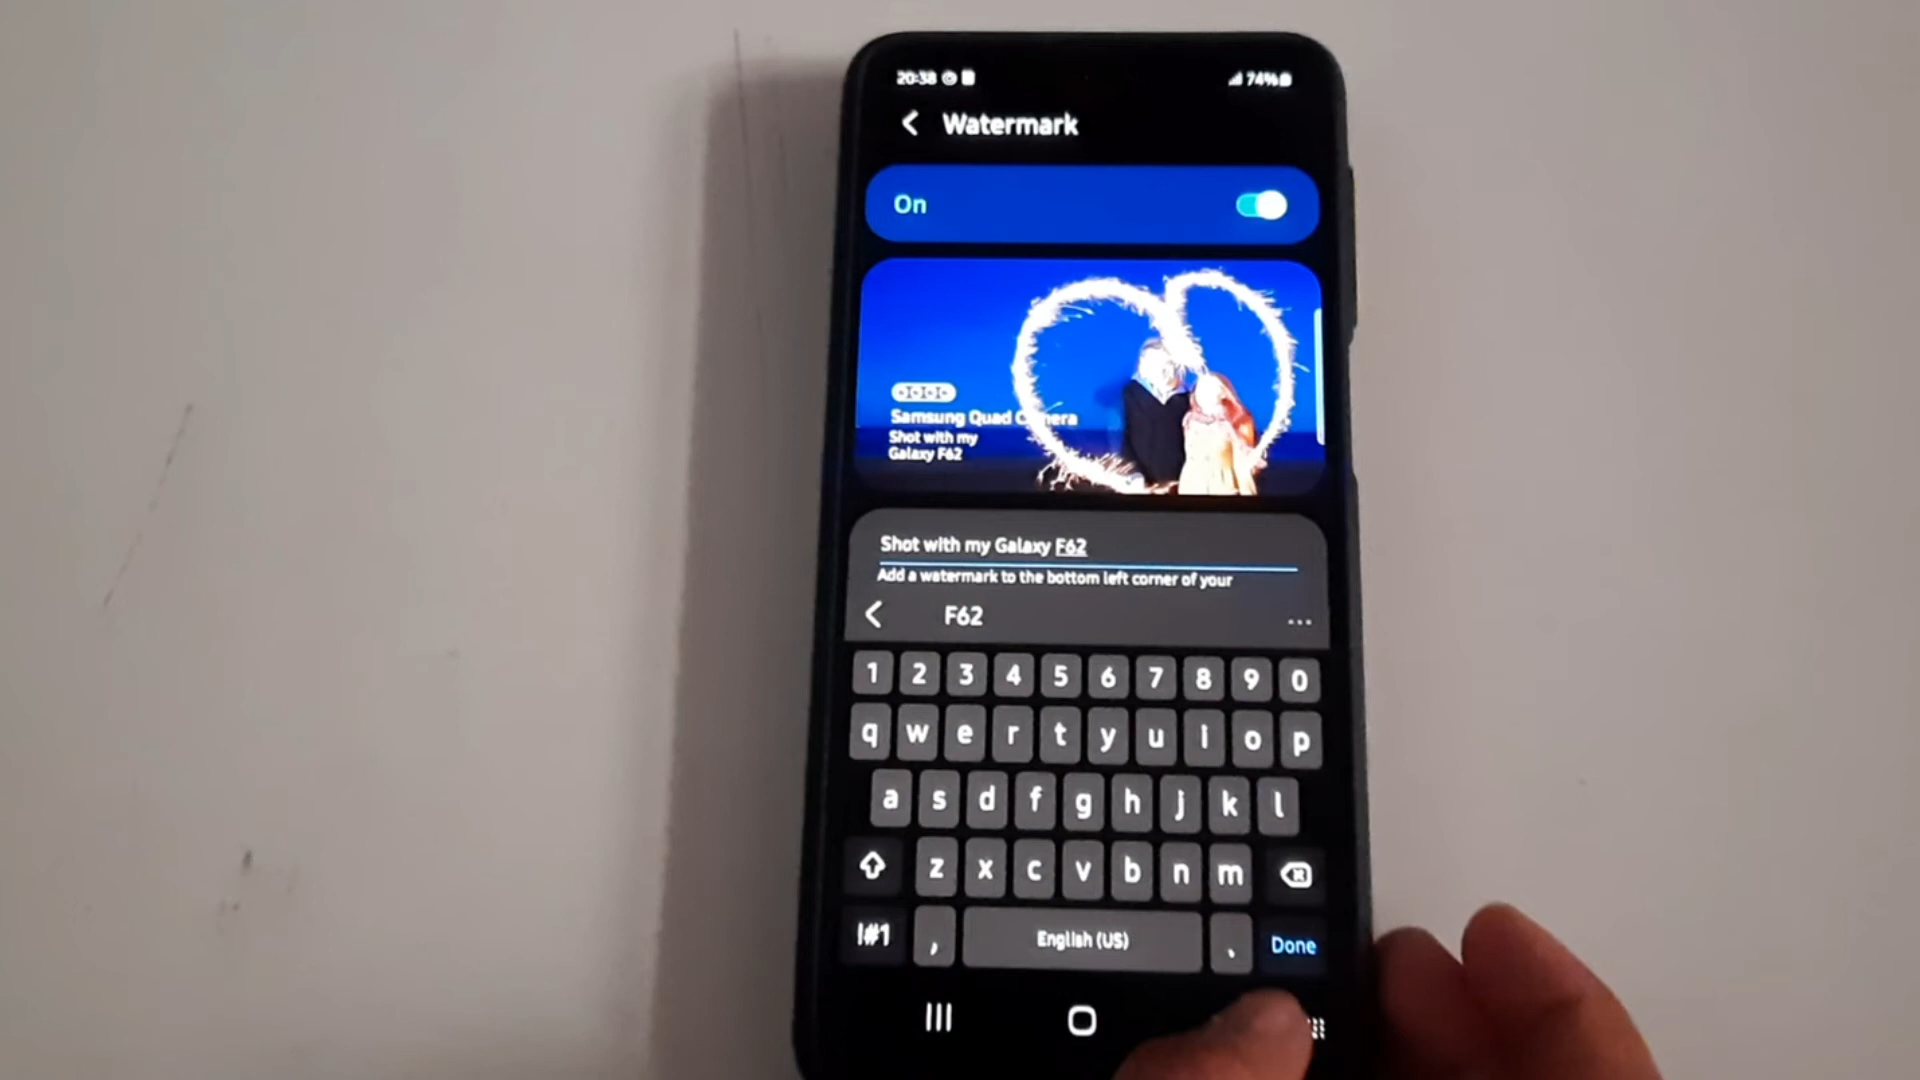 20:38
74%
Watermark
On
Samsung Quad Camera
Shot with my
Galaxy F62
Shot with my Galaxy F62
Add a watermark to the bottom left corner of your
F62
...
1 2 3 4 5 6 7 8 9 0
q w e r t y u i o p
a s d f g h j k l
z x c v b n m
!#1 , English (US) . Done